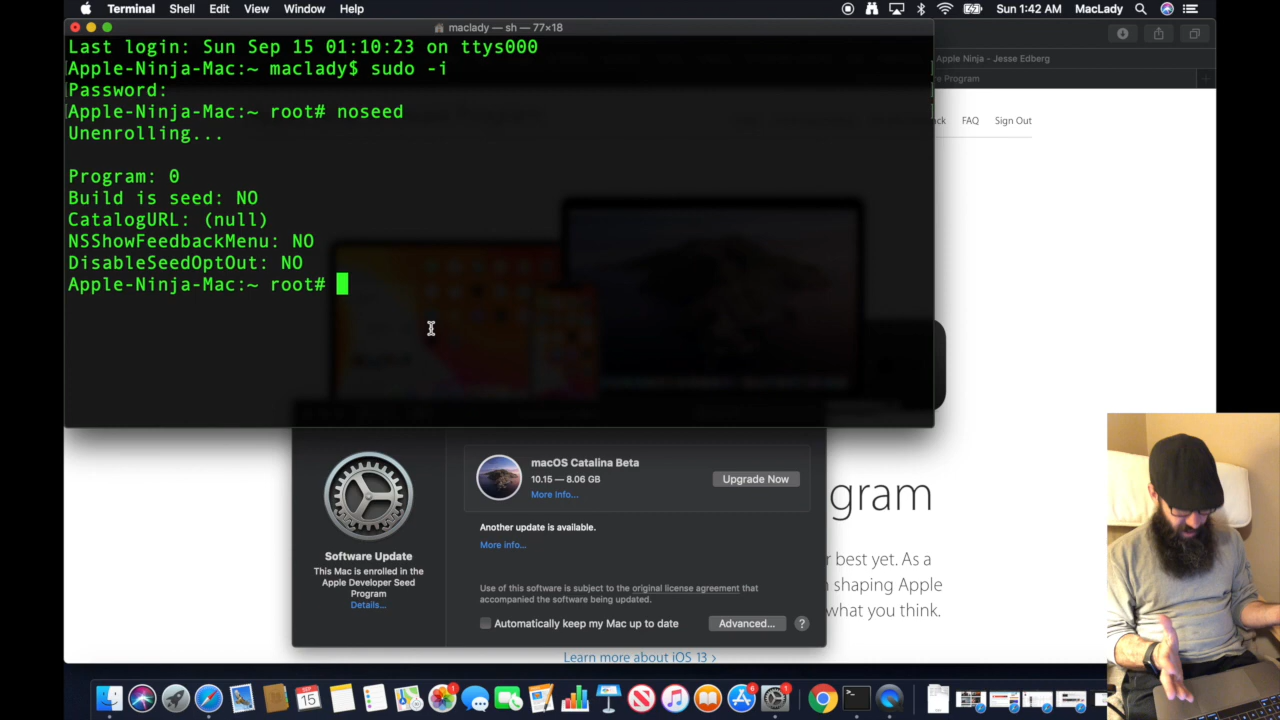 Terminal Shell Edit View Window Help
Sun 1:42 AM MacLady
maclady — sh — 77×18
Last login: Sun Sep 15 01:10:23 on ttys000
Apple-Ninja-Mac:~ maclady$ sudo -i
Password:
Apple-Ninja-Mac:~ root# noseed
Unenrolling...
Program: 0
Build is seed: NO
CatalogURL: (null)
NSShowFeedbackMenu: NO
DisableSeedOptOut: NO
Apple-Ninja-Mac:~ root#
Apple Ninja - Jesse Edberg
Program
FAQ Sign Out
gram
r best yet. As a
shaping Apple
what you think.
Learn more about iOS 13 >
Software Update
This Mac is enrolled in the
Apple Developer Seed
Program
Details...
macOS Catalina Beta
10.15 — 8.06 GB
More Info...
Upgrade Now
Another update is available.
More info...
Use of this software is subject to the original license agreement that
accompanied the software being updated.
Automatically keep my Mac up to date
Advanced... ?
SEP
15
1
6
1